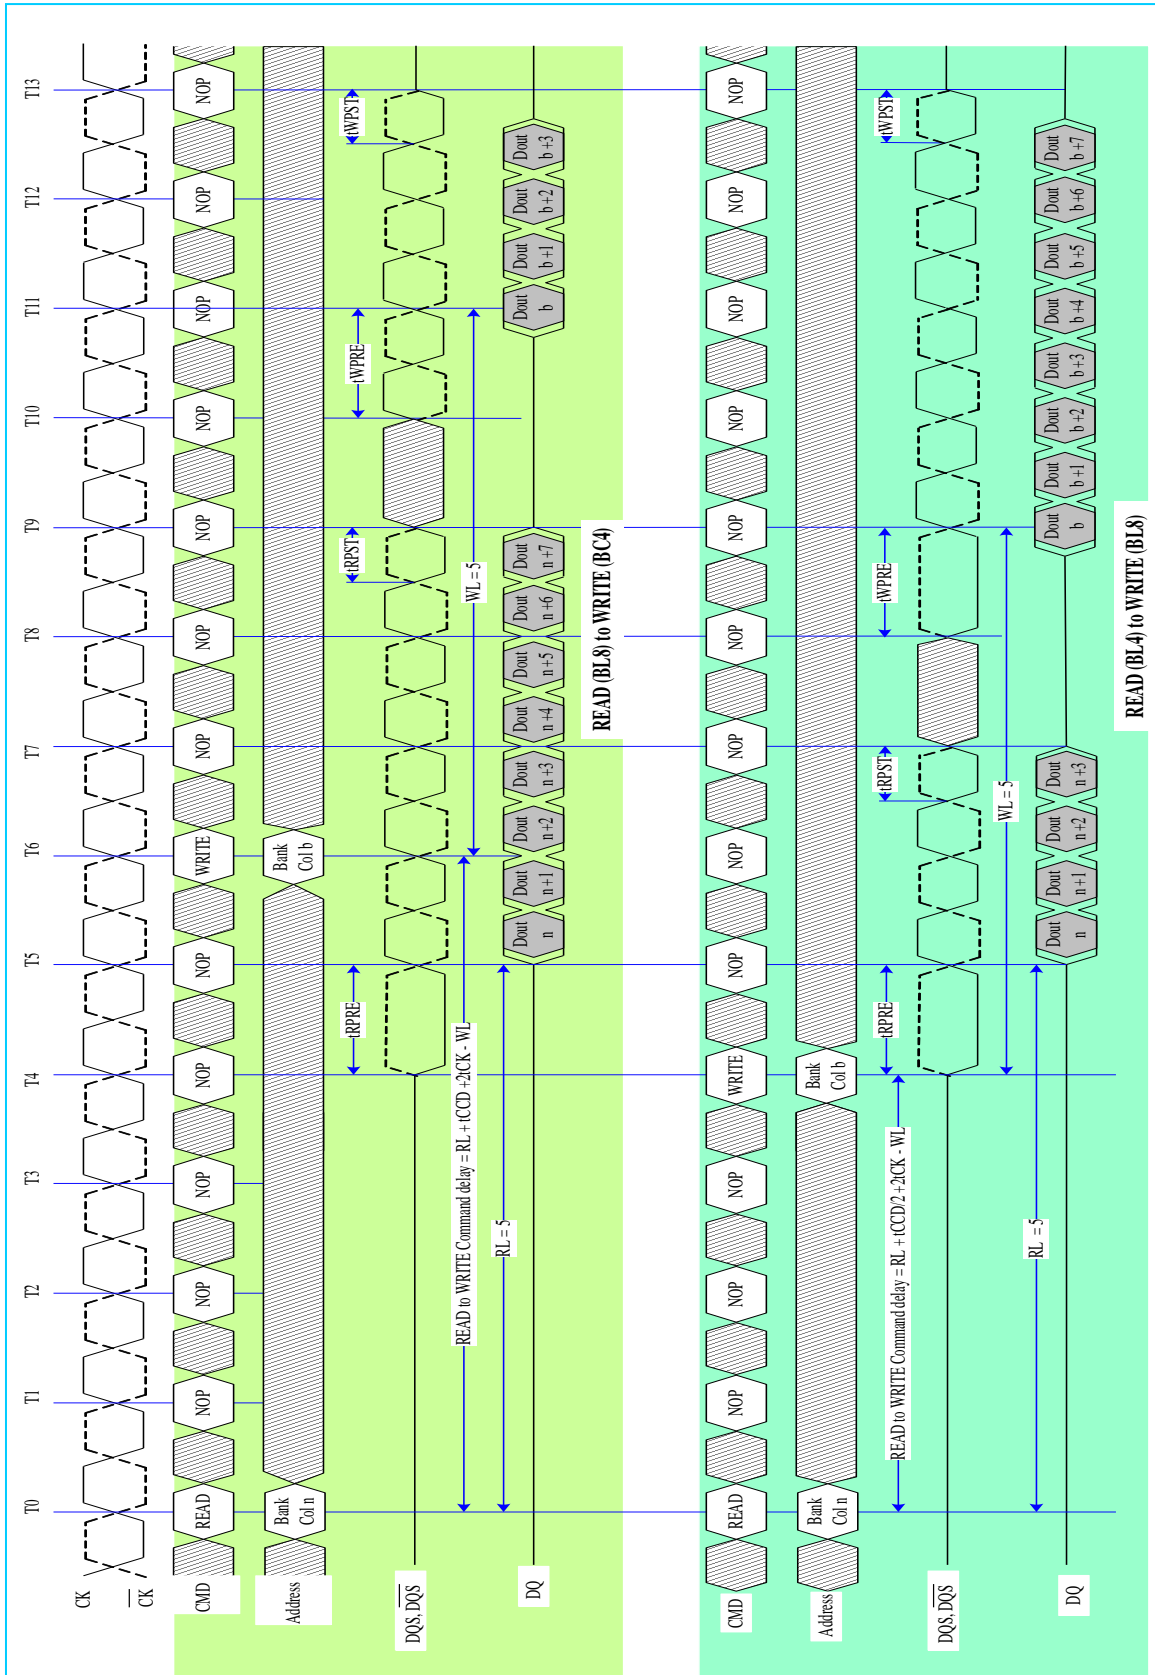 T0 T1 T2 T3 T4 T5 T6 T7 T8 T9 T10 T11 T12 T13
CK
CK
CMD READ NOP NOP NOP NOP NOP WRITE NOP NOP NOP NOP NOP NOP NOP
Address Bank Col n Bank Col b
tRPRE tRPST tWPRE tWPST
DQS, DQS
READ to WRITE Command delay = RL + tCCD +2tCK - WL WL = 5
RL = 5
DQ Dout n Dout n+1 Dout n+2 Dout n+3 Dout n+4 Dout n+5 Dout n+6 Dout n+7 Dout b Dout b+1 Dout b+2 Dout b+3
READ (BL8) to WRITE (BC4)
CMD READ NOP NOP NOP WRITE NOP NOP NOP NOP NOP NOP NOP NOP NOP
Address Bank Col n Bank Col b
READ to WRITE Command delay = RL + tCCD/2 +2tCK - WL tRPRE tRPST tWPRE tWPST
DQS, DQS
WL = 5
RL = 5
DQ Dout n Dout n+1 Dout n+2 Dout n+3 Dout b Dout b+1 Dout b+2 Dout b+3 Dout b+4 Dout b+5 Dout b+6 Dout b+7
READ (BL4) to WRITE (BL8)